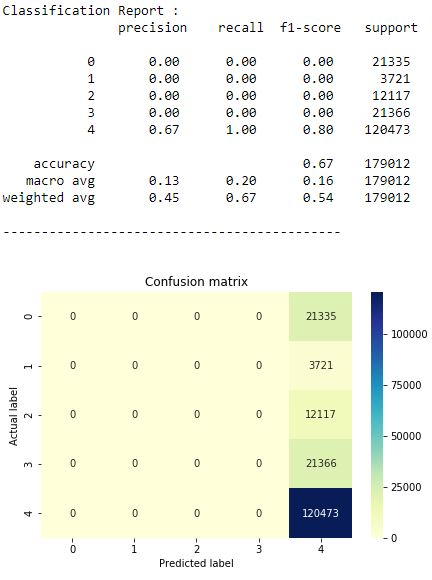 Classification Report :
precision recall f1-score support
0 0.00 0.00 0.00 21335
1 0.00 0.00 0.00 3721
2 0.00 0.00 0.00 12117
3 0.00 0.00 0.00 21366
4 0.67 1.00 0.80 120473
accuracy 0.67 179012
macro avg 0.13 0.20 0.16 179012
weighted avg 0.45 0.67 0.54 179012
--------------------------------------------
Confusion matrix
0 0 0 0 0 21335
1 0 0 0 0 3721
2 0 0 0 0 12117
3 0 0 0 0 21366
4 0 0 0 0 120473
Actual label
0 1 2 3 4
Predicted label
100000
75000
50000
25000
0